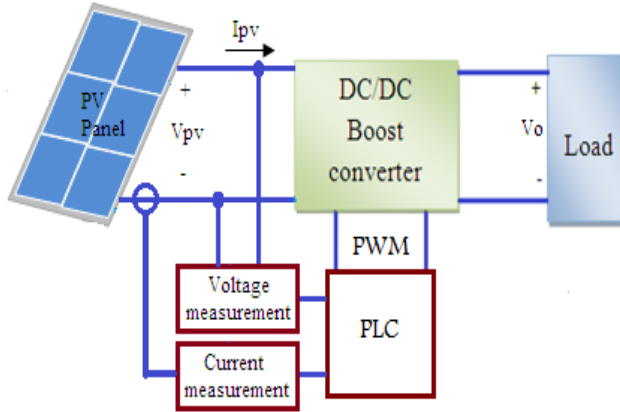 Ipv
PV
Panel
+
Vpv
-
DC/DC
Boost
converter
+
Vo
-
Load
PWM
Voltage
measurement
PLC
Current
measurement